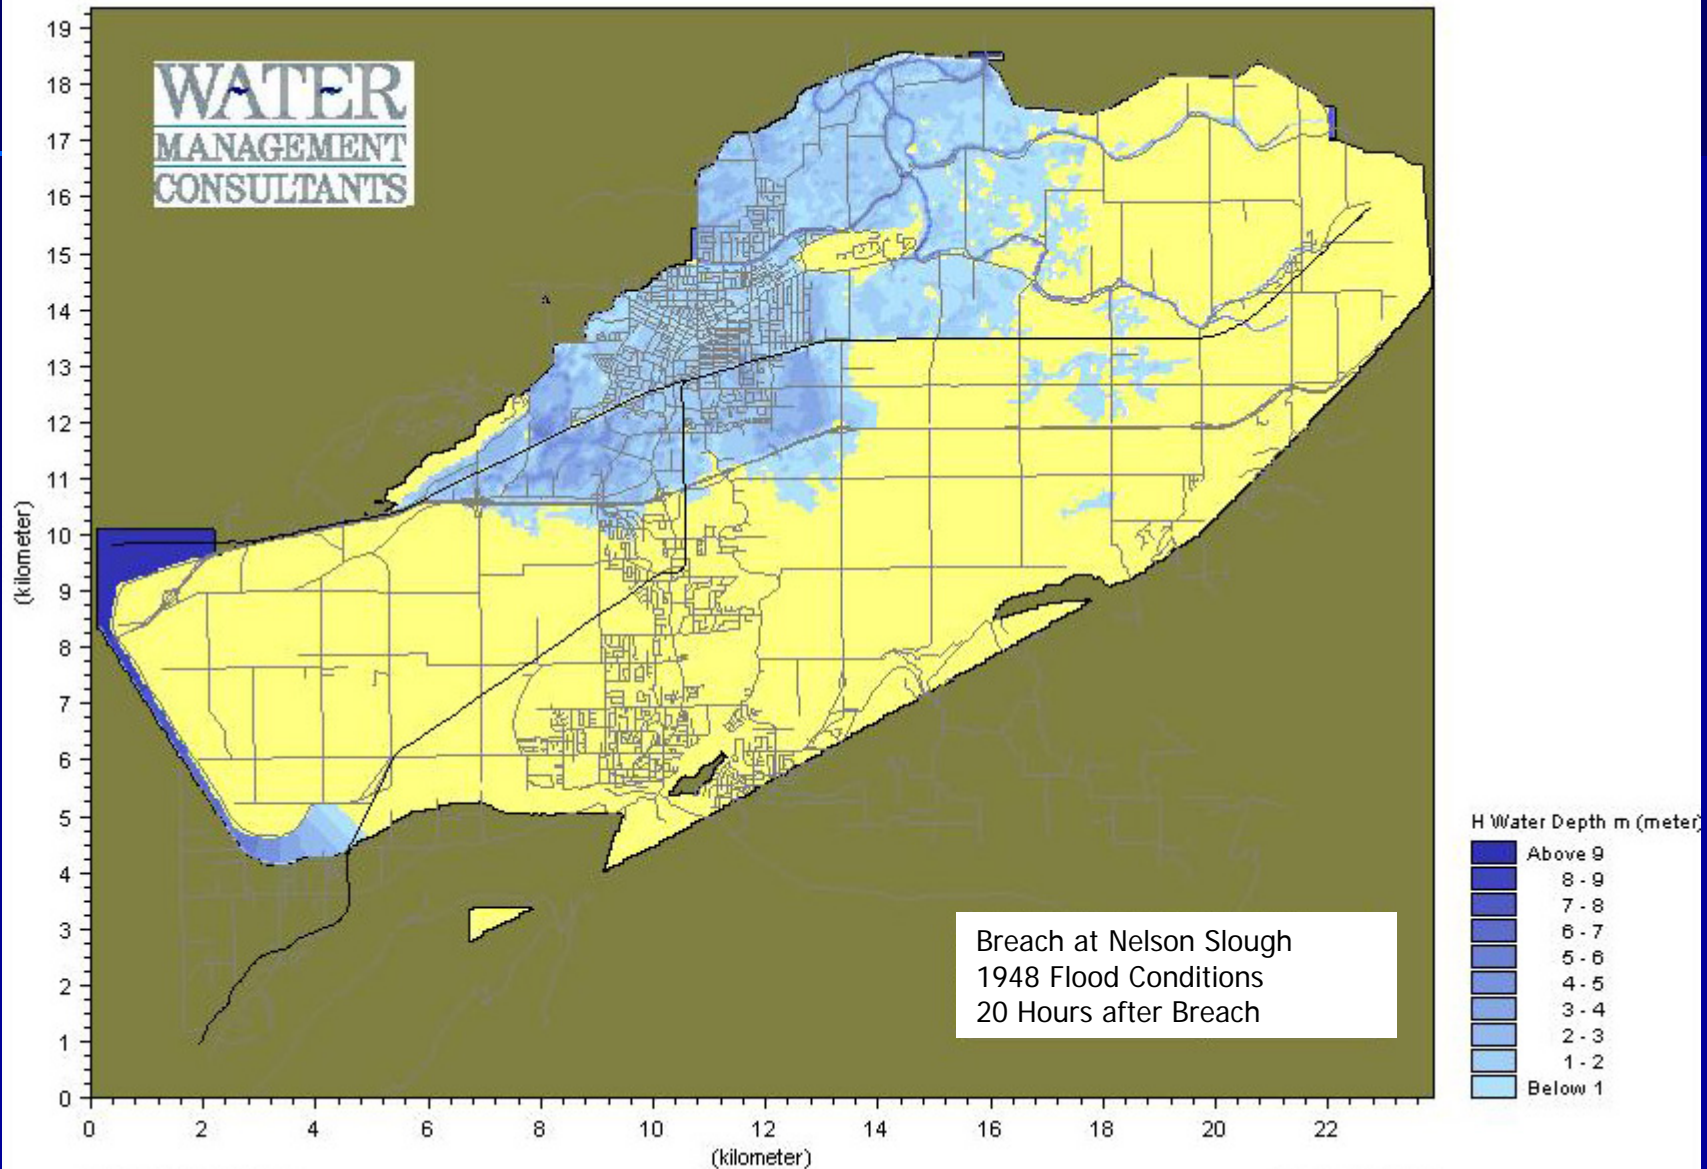 WATER
MANAGEMENT
CONSULTANTS
19
18
17
16
15
14
13
12
11
10
9
8
7
6
5
4
3
2
1
0
(kilometer)
0 2 4 6 8 10 12 14 16 18 20 22
(kilometer)
Breach at Nelson Slough
1948 Flood Conditions
20 Hours after Breach
H Water Depth m (meter)
Above 9
8 - 9
7 - 8
6 - 7
5 - 6
4 - 5
3 - 4
2 - 3
1 - 2
Below 1